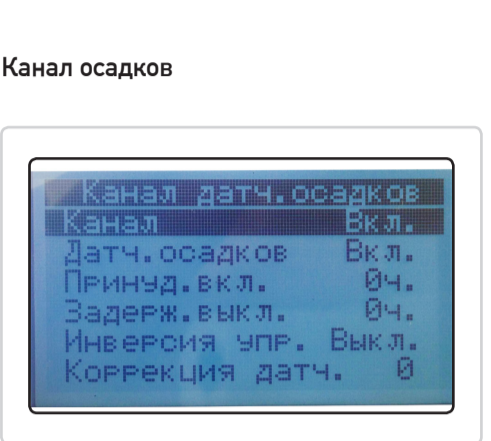 Канал осадков
Канал датч.осадков
Канал Вкл.
Датч.осадков Вкл.
Принуд.вкл. 0ч.
Задерж.выкл. 0ч.
Инверсия упр. Выкл.
Коррекция датч. 0